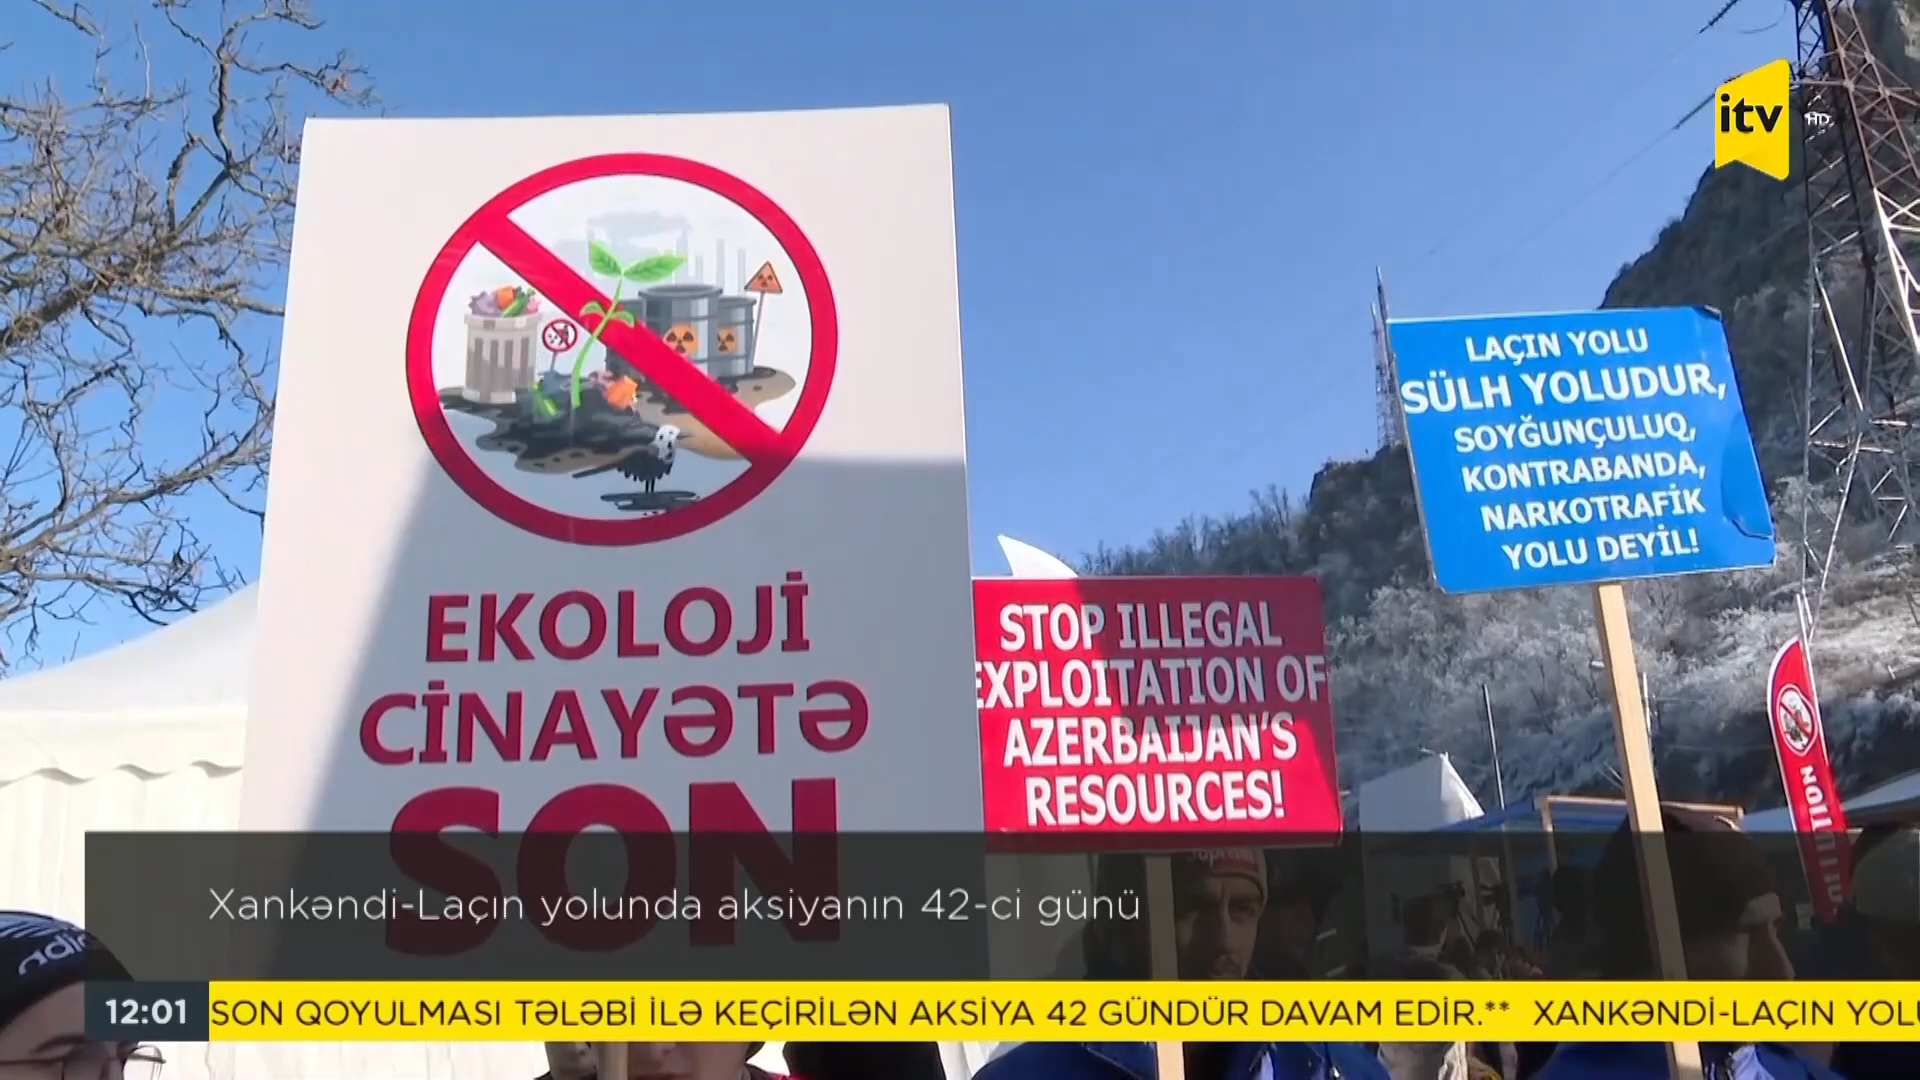 itv
HD
EKOLOJİ
CİNAYƏTƏ
SON
STOP ILLEGAL
EXPLOITATION OF
AZERBAIJAN'S
RESOURCES!
LAÇIN YOLU
SÜLH YOLUDUR,
SOYĞUNÇULUQ,
KONTRABANDA,
NARKOTRAFİK
YOLU DEYİL!
Xankəndi-Laçın yolunda aksiyanın 42-ci günü
12:01
SON QOYULMASI TƏLƏBİ İLƏ KEÇİRİLƏN AKSİYA 42 GÜNDÜR DAVAM EDİR.** XANKƏNDİ-LAÇIN YOLU